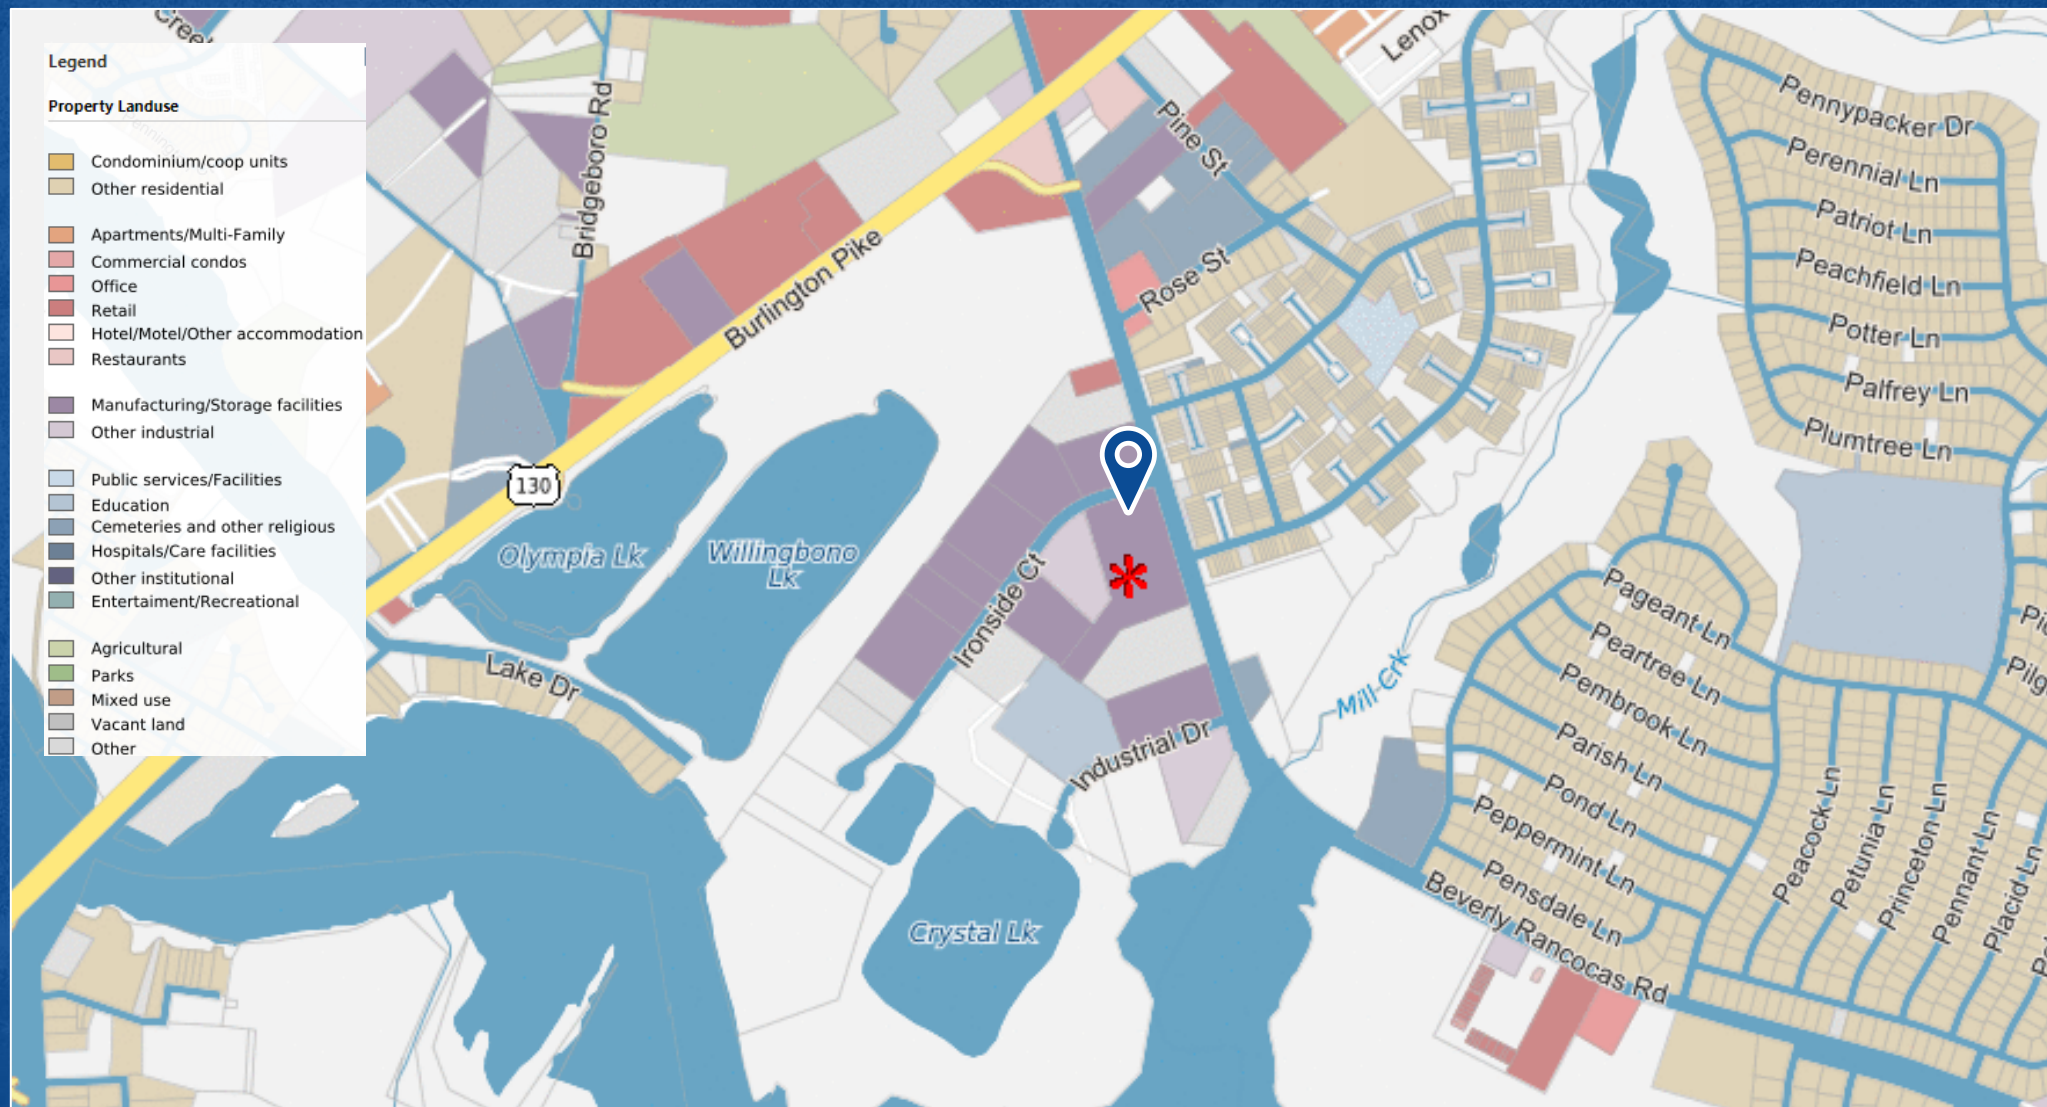 Creek
Legend
Property Landuse
Condominium/coop units
Other residential
Apartments/Multi-Family
Commercial condos
Office
Retail
Hotel/Motel/Other accommodation
Restaurants
Manufacturing/Storage facilities
Other industrial
Public services/Facilities
Education
Cemeteries and other religious
Hospitals/Care facilities
Other institutional
Entertaiment/Recreational
Agricultural
Parks
Mixed use
Vacant land
Other
Bridgeboro Rd
Burlington Pike
Pine St
Rose St
Lenox
Pennypacker Dr
Perennial Ln
Patriot Ln
Peachfield Ln
Potter Ln
Palfrey Ln
Plumtree Ln
130
Olympia Lk
Willingbono
Lk
Ironside Ct
Lake Dr
Industrial Dr
Mill Crk
Crystal Lk
Pageant Ln
Peartree Ln
Pembrook Ln
Parish Ln
Pond Ln
Peppermint Ln
Pensdale Ln
Beverly Rancocas Rd
Peacock Ln
Petunia Ln
Princeton Ln
Pennant Ln
Placid Ln